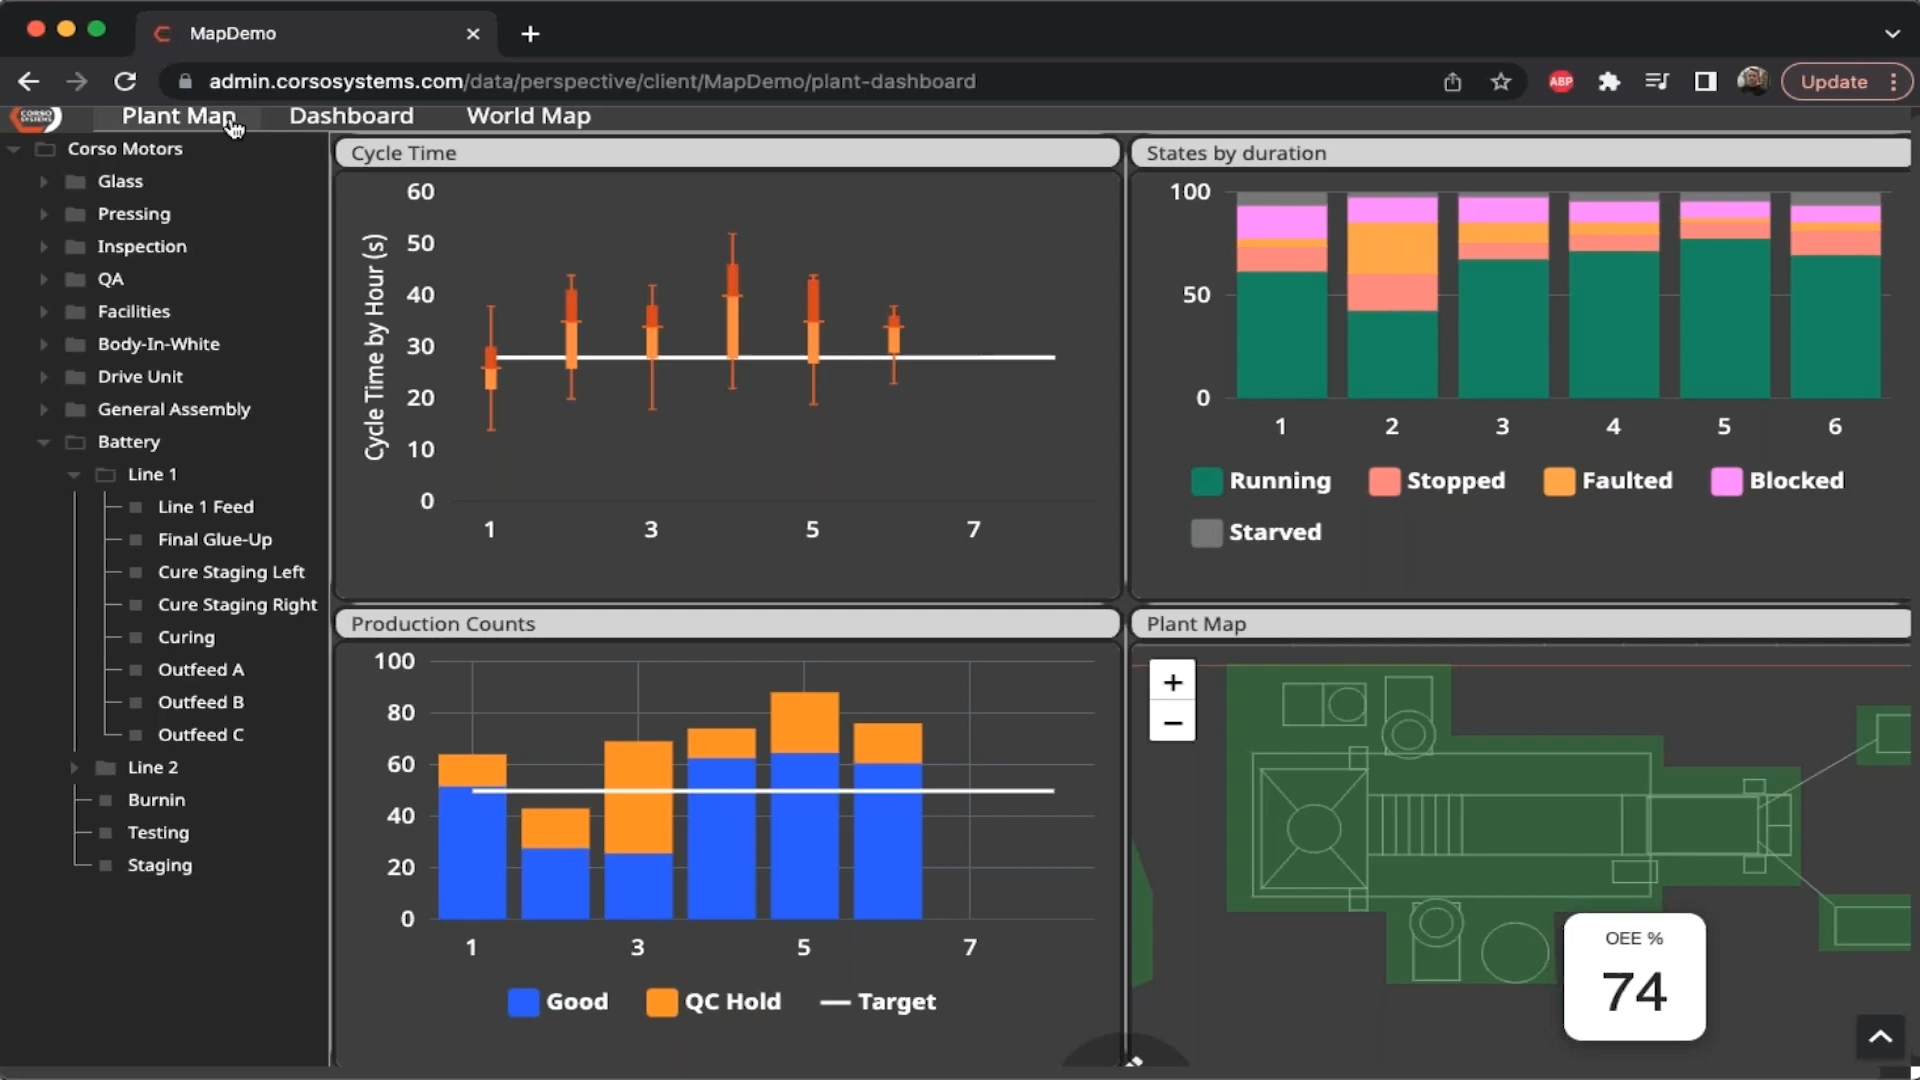 MapDemo
admin.corsosystems.com/data/perspective/client/MapDemo/plant-dashboard
ABP
Update
CORSO SYSTEMS
Plant Map
Dashboard
World Map
Corso Motors
Glass
Pressing
Inspection
QA
Facilities
Body-In-White
Drive Unit
General Assembly
Battery
Line 1
Line 1 Feed
Final Glue-Up
Cure Staging Left
Cure Staging Right
Curing
Outfeed A
Outfeed B
Outfeed C
Line 2
Burnin
Testing
Staging
Cycle Time
Cycle Time by Hour (s)
60
50
40
30
20
10
0
1 3 5 7
States by duration
100
50
0
1 2 3 4 5 6
Running Stopped Faulted Blocked
Starved
Production Counts
100
80
60
40
20
0
1 3 5 7
Good QC Hold Target
Plant Map
+
−
OEE %
74